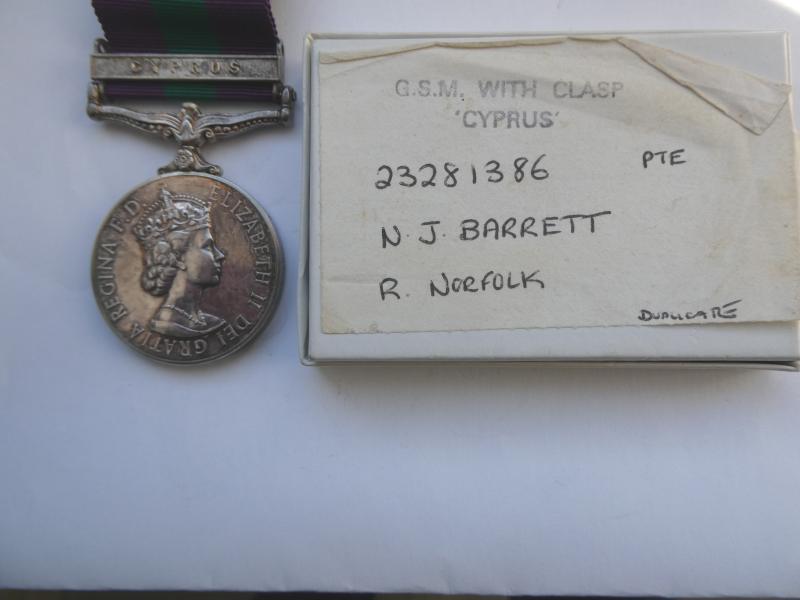 CYPRUS
ELIZABETH II DEI GRATIA REGINA F.D.
G.S.M. WITH CLASP
'CYPRUS'
23281386 PTE
N. J. BARRETT
R. NORFOLK
DUPLICATE